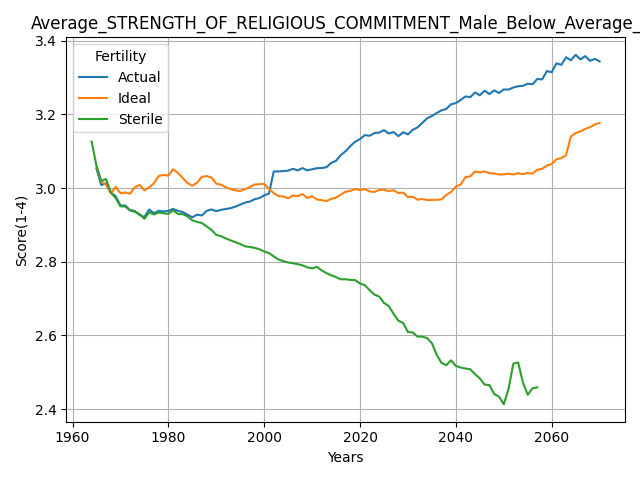 Average_STRENGTH_OF_RELIGIOUS_COMMITMENT_Male_Below_Average_
Fertility
Actual
Ideal
Sterile
3.4
3.2
3.0
2.8
2.6
2.4
Score(1-4)
1960 1980 2000 2020 2040 2060
Years